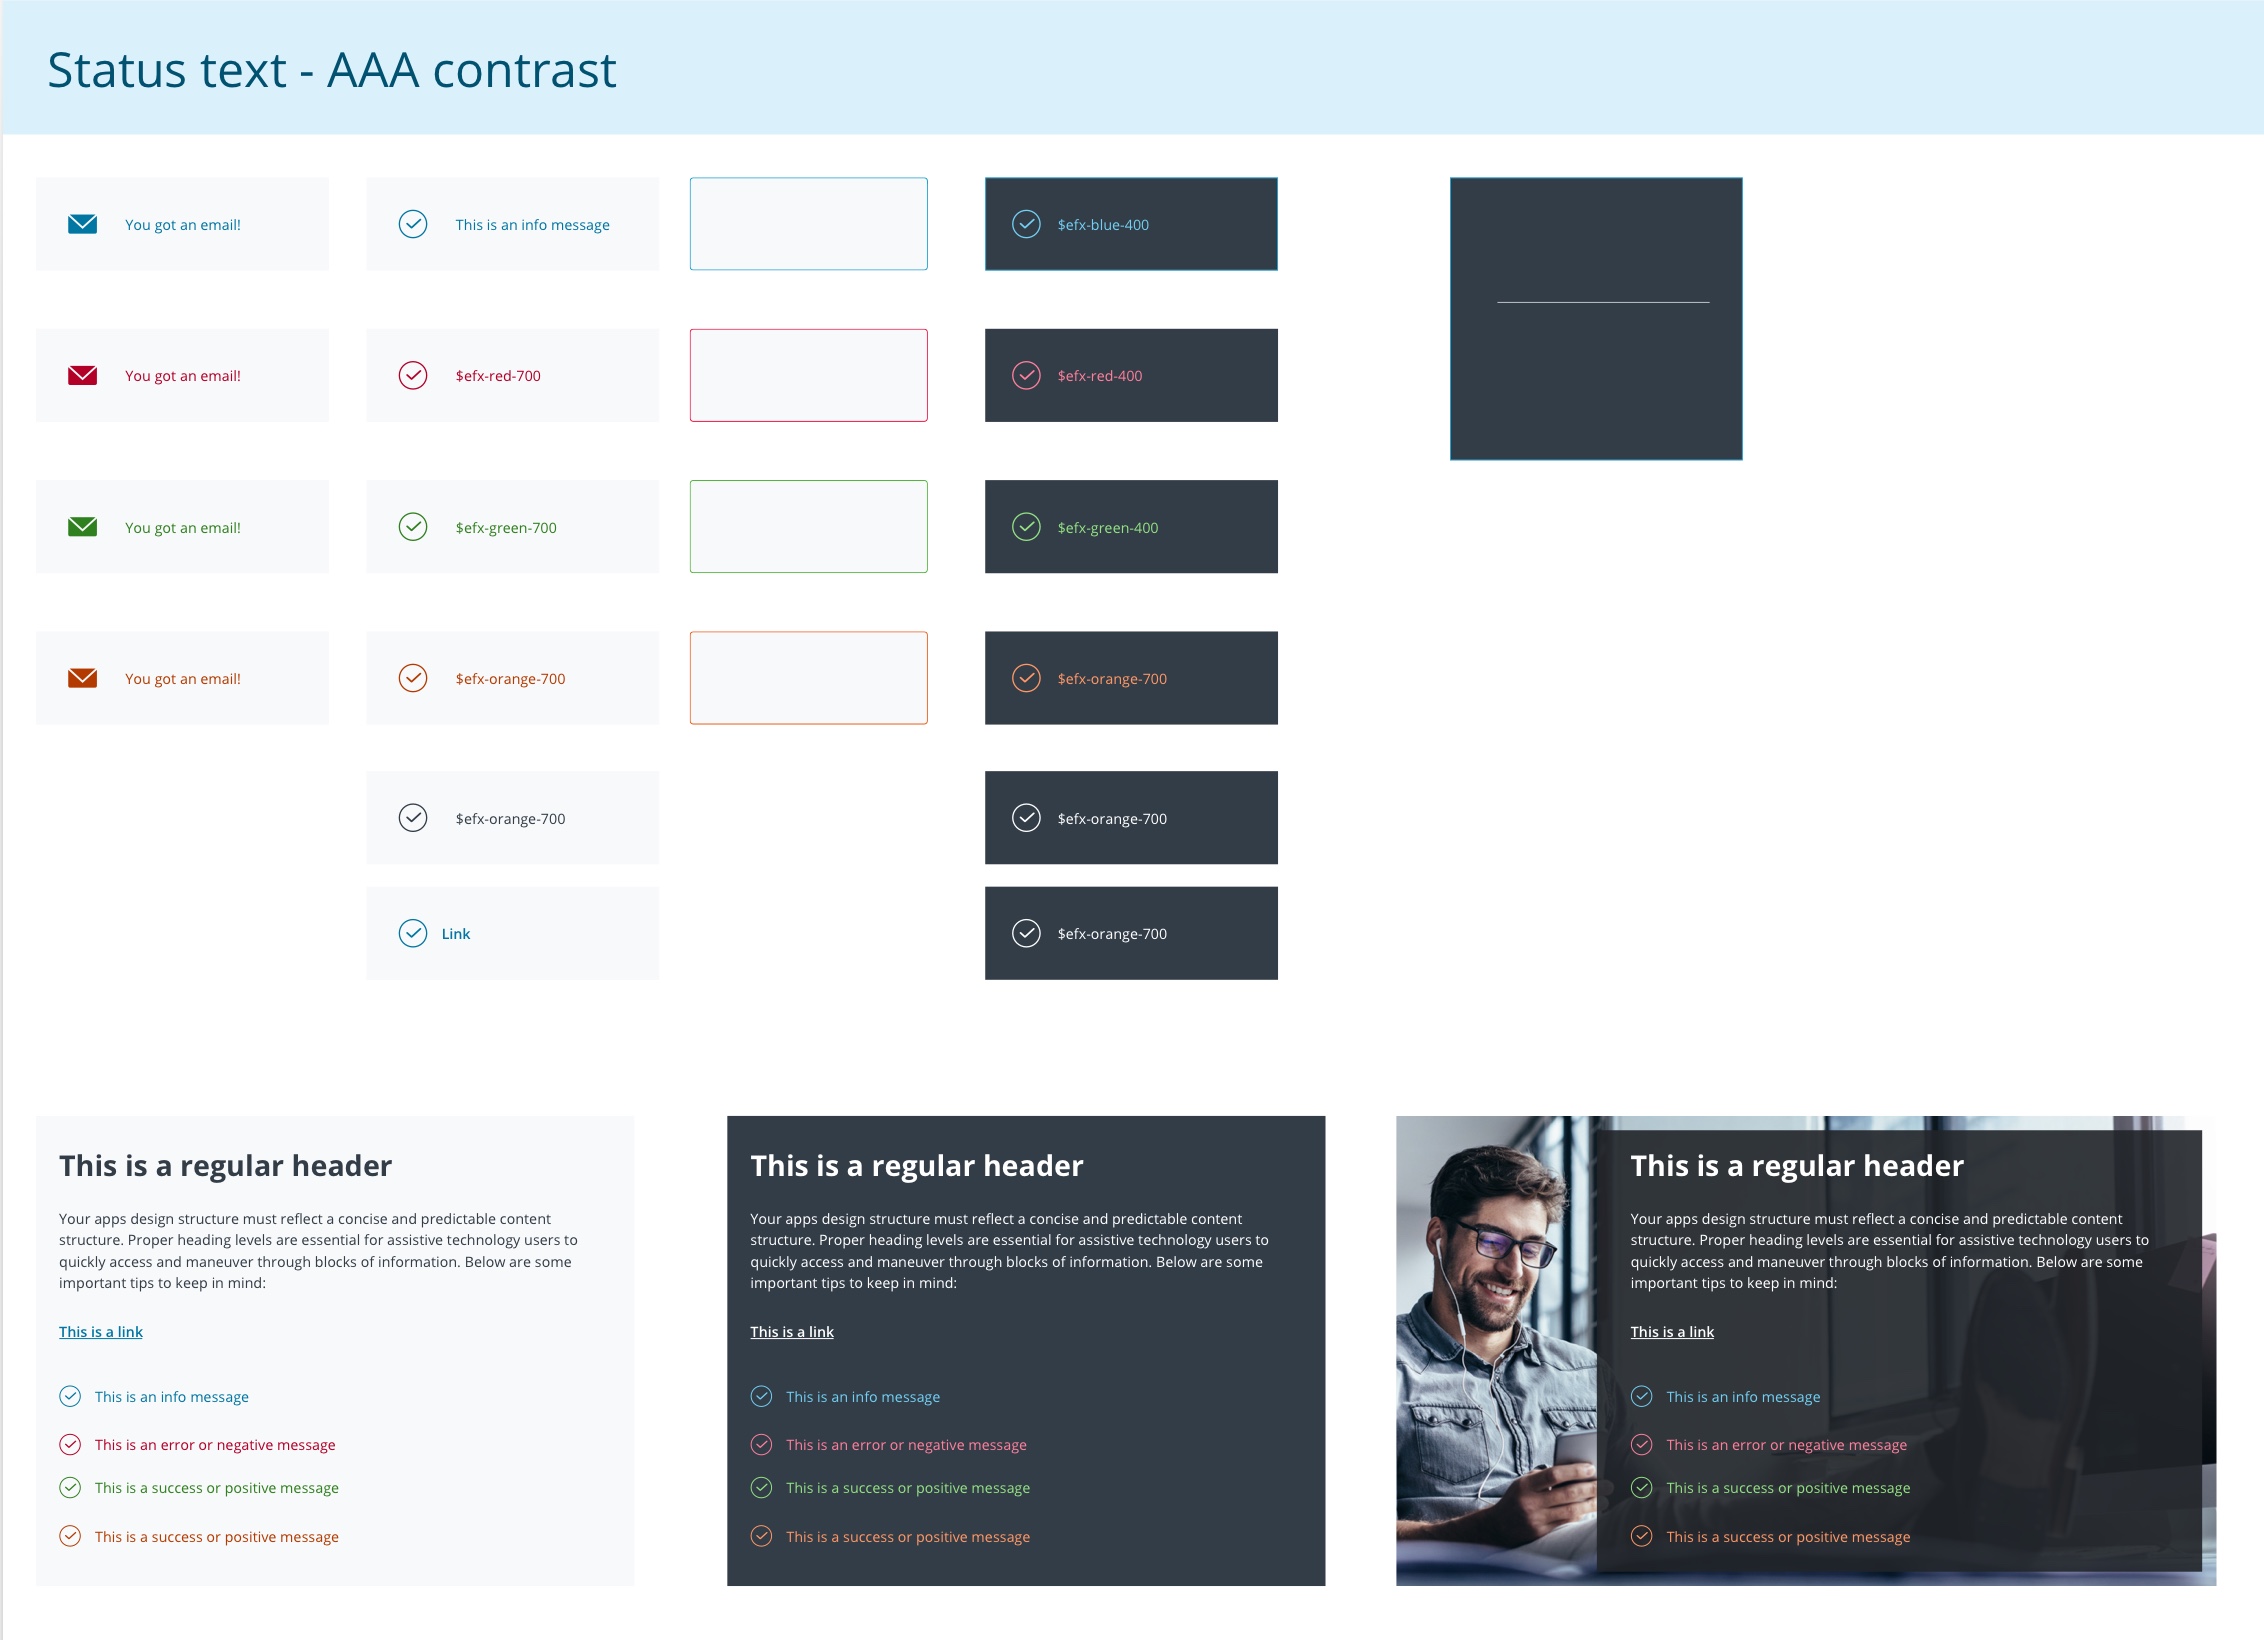 Status text - AAA contrast
You got an email!
This is an info message
$efx-blue-400
You got an email!
$efx-red-700
$efx-red-400
You got an email!
$efx-green-700
$efx-green-400
You got an email!
$efx-orange-700
$efx-orange-700
$efx-orange-700
$efx-orange-700
Link
$efx-orange-700
This is a regular header
Your apps design structure must reflect a concise and predictable content
structure. Proper heading levels are essential for assistive technology users to
quickly access and maneuver through blocks of information. Below are some
important tips to keep in mind:
This is a link
This is an info message
This is an error or negative message
This is a success or positive message
This is a success or positive message
This is a regular header
Your apps design structure must reflect a concise and predictable content
structure. Proper heading levels are essential for assistive technology users to
quickly access and maneuver through blocks of information. Below are some
important tips to keep in mind:
This is a link
This is an info message
This is an error or negative message
This is a success or positive message
This is a success or positive message
This is a regular header
Your apps design structure must reflect a concise and predictable content
structure. Proper heading levels are essential for assistive technology users to
quickly access and maneuver through blocks of information. Below are some
important tips to keep in mind:
This is a link
This is an info message
This is an error or negative message
This is a success or positive message
This is a success or positive message